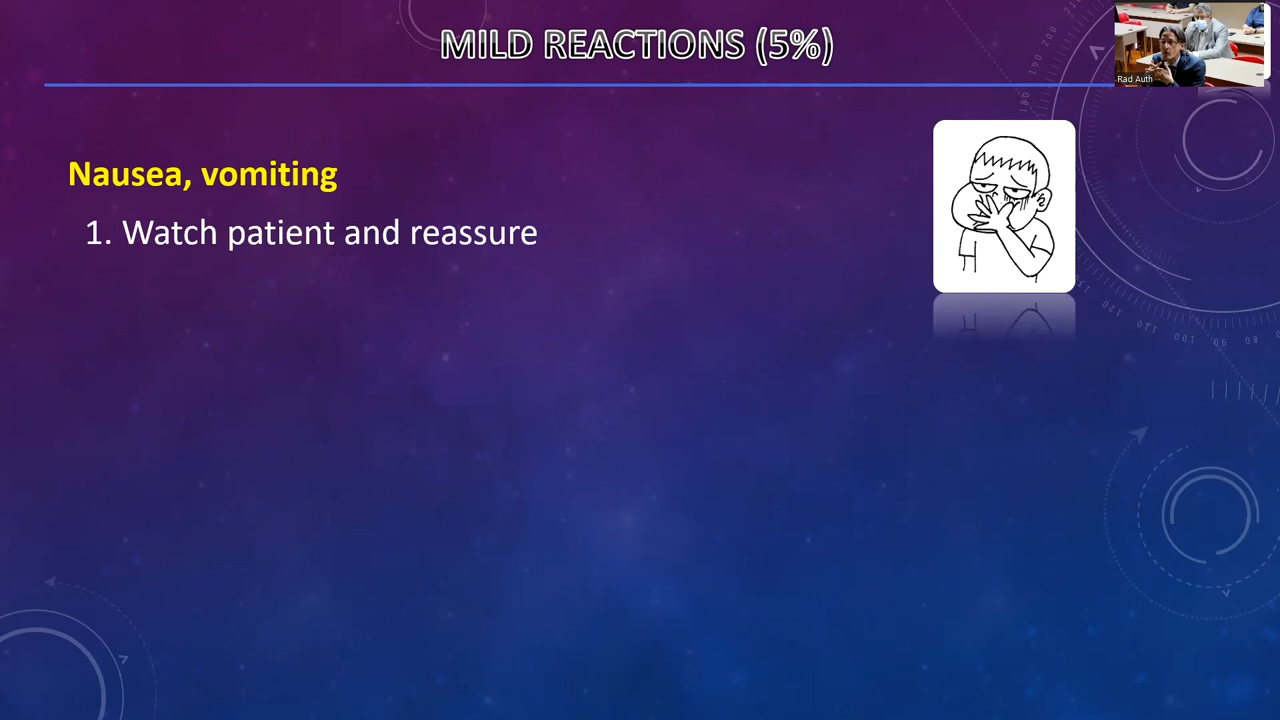 MILD REACTIONS (5%)
Rad Auth
Nausea, vomiting
1. Watch patient and reassure